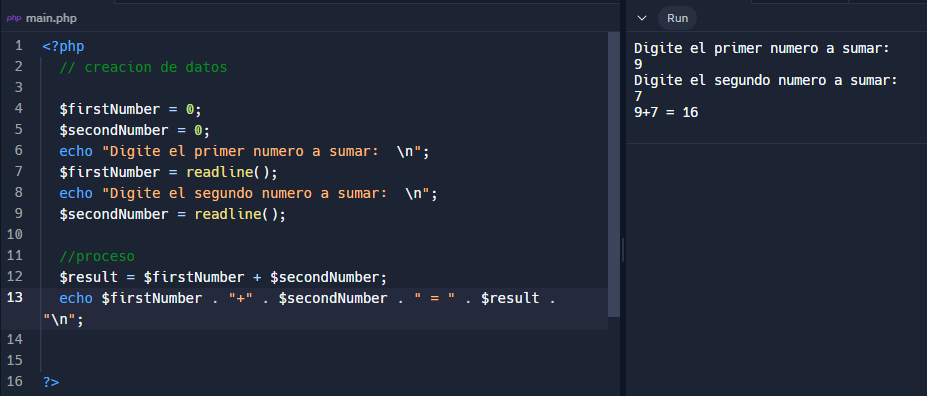 php main.php
1 <?php
2 // creacion de datos
3
4 $firstNumber = 0;
5 $secondNumber = 0;
6 echo "Digite el primer numero a sumar:  \n";
7 $firstNumber = readline();
8 echo "Digite el segundo numero a sumar:  \n";
9 $secondNumber = readline();
10
11 //proceso
12 $result = $firstNumber + $secondNumber;
13 echo $firstNumber . "+" . $secondNumber . " = " . $result .
"\n";
14
15
16 ?>
Run
Digite el primer numero a sumar:
9
Digite el segundo numero a sumar:
7
9+7 = 16